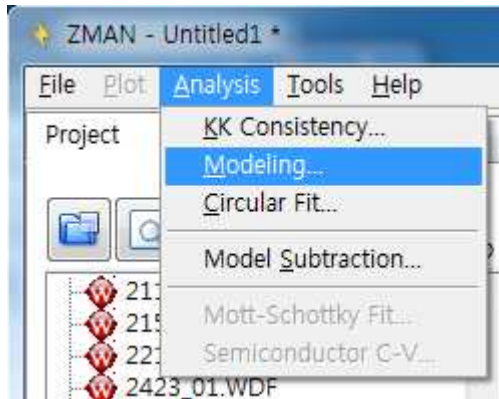 ZMAN - Untitled1 *
File Plot Analysis Tools Help
Project
KK Consistency...
Modeling...
Circular Fit...
Model Subtraction...
Mott-Schottky Fit...
Semiconductor C-V...
2423_01.WDF